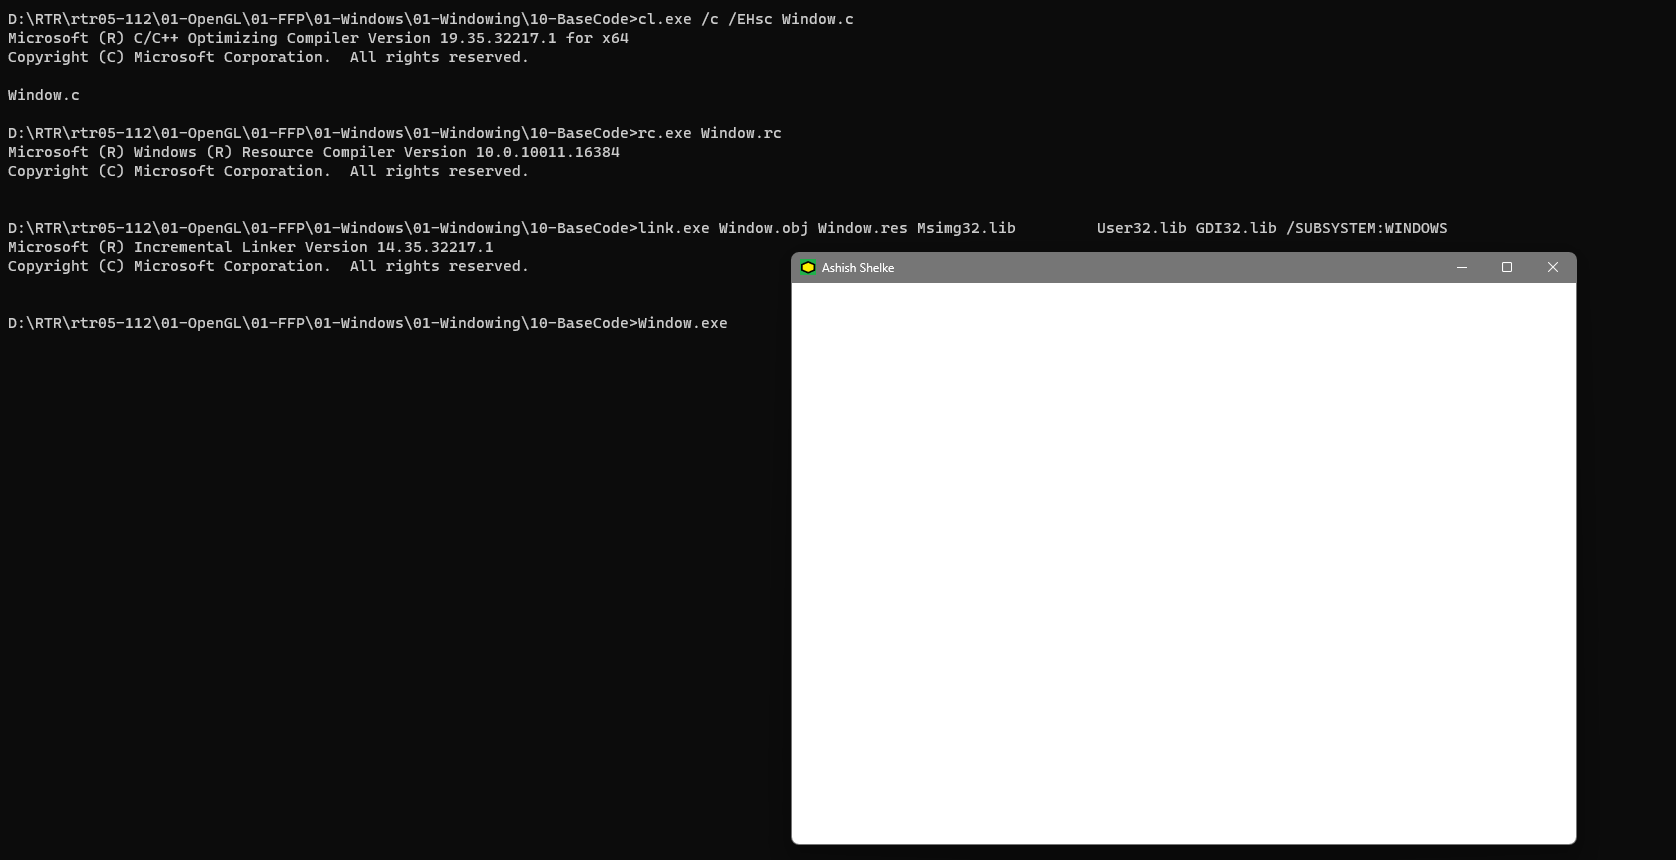 D:\RTR\rtr05-112\01-OpenGL\01-FFP\01-Windows\01-Windowing\10-BaseCode>cl.exe /c /EHsc Window.c
Microsoft (R) C/C++ Optimizing Compiler Version 19.35.32217.1 for x64
Copyright (C) Microsoft Corporation.  All rights reserved.
Window.c
D:\RTR\rtr05-112\01-OpenGL\01-FFP\01-Windows\01-Windowing\10-BaseCode>rc.exe Window.rc
Microsoft (R) Windows (R) Resource Compiler Version 10.0.10011.16384
Copyright (C) Microsoft Corporation.  All rights reserved.
D:\RTR\rtr05-112\01-OpenGL\01-FFP\01-Windows\01-Windowing\10-BaseCode>link.exe Window.obj Window.res Msimg32.lib         User32.lib GDI32.lib /SUBSYSTEM:WINDOWS
Microsoft (R) Incremental Linker Version 14.35.32217.1
Copyright (C) Microsoft Corporation.  All rights reserved.
Ashish Shelke
D:\RTR\rtr05-112\01-OpenGL\01-FFP\01-Windows\01-Windowing\10-BaseCode>Window.exe